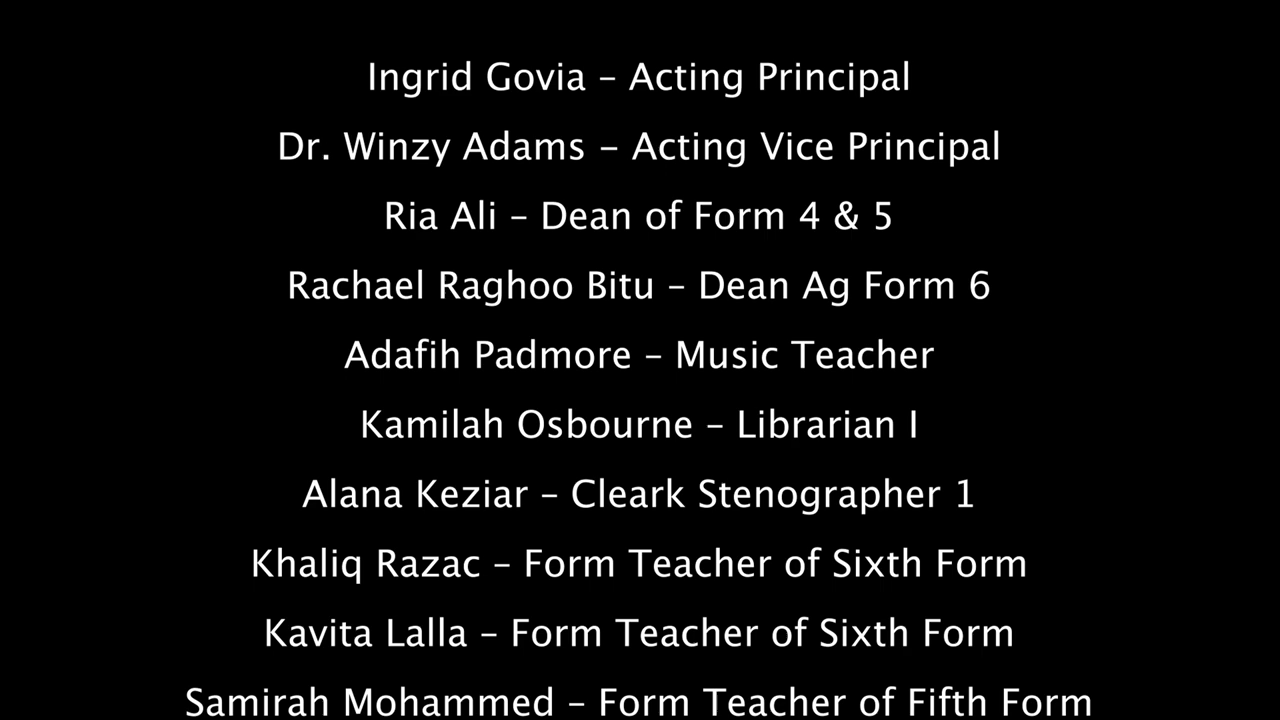 Ingrid Govia – Acting Principal
Dr. Winzy Adams – Acting Vice Principal
Ria Ali – Dean of Form 4 & 5
Rachael Raghoo Bitu – Dean Ag Form 6
Adafih Padmore – Music Teacher
Kamilah Osbourne – Librarian I
Alana Keziar – Cleark Stenographer 1
Khaliq Razac – Form Teacher of Sixth Form
Kavita Lalla – Form Teacher of Sixth Form
Samirah Mohammed – Form Teacher of Fifth Form